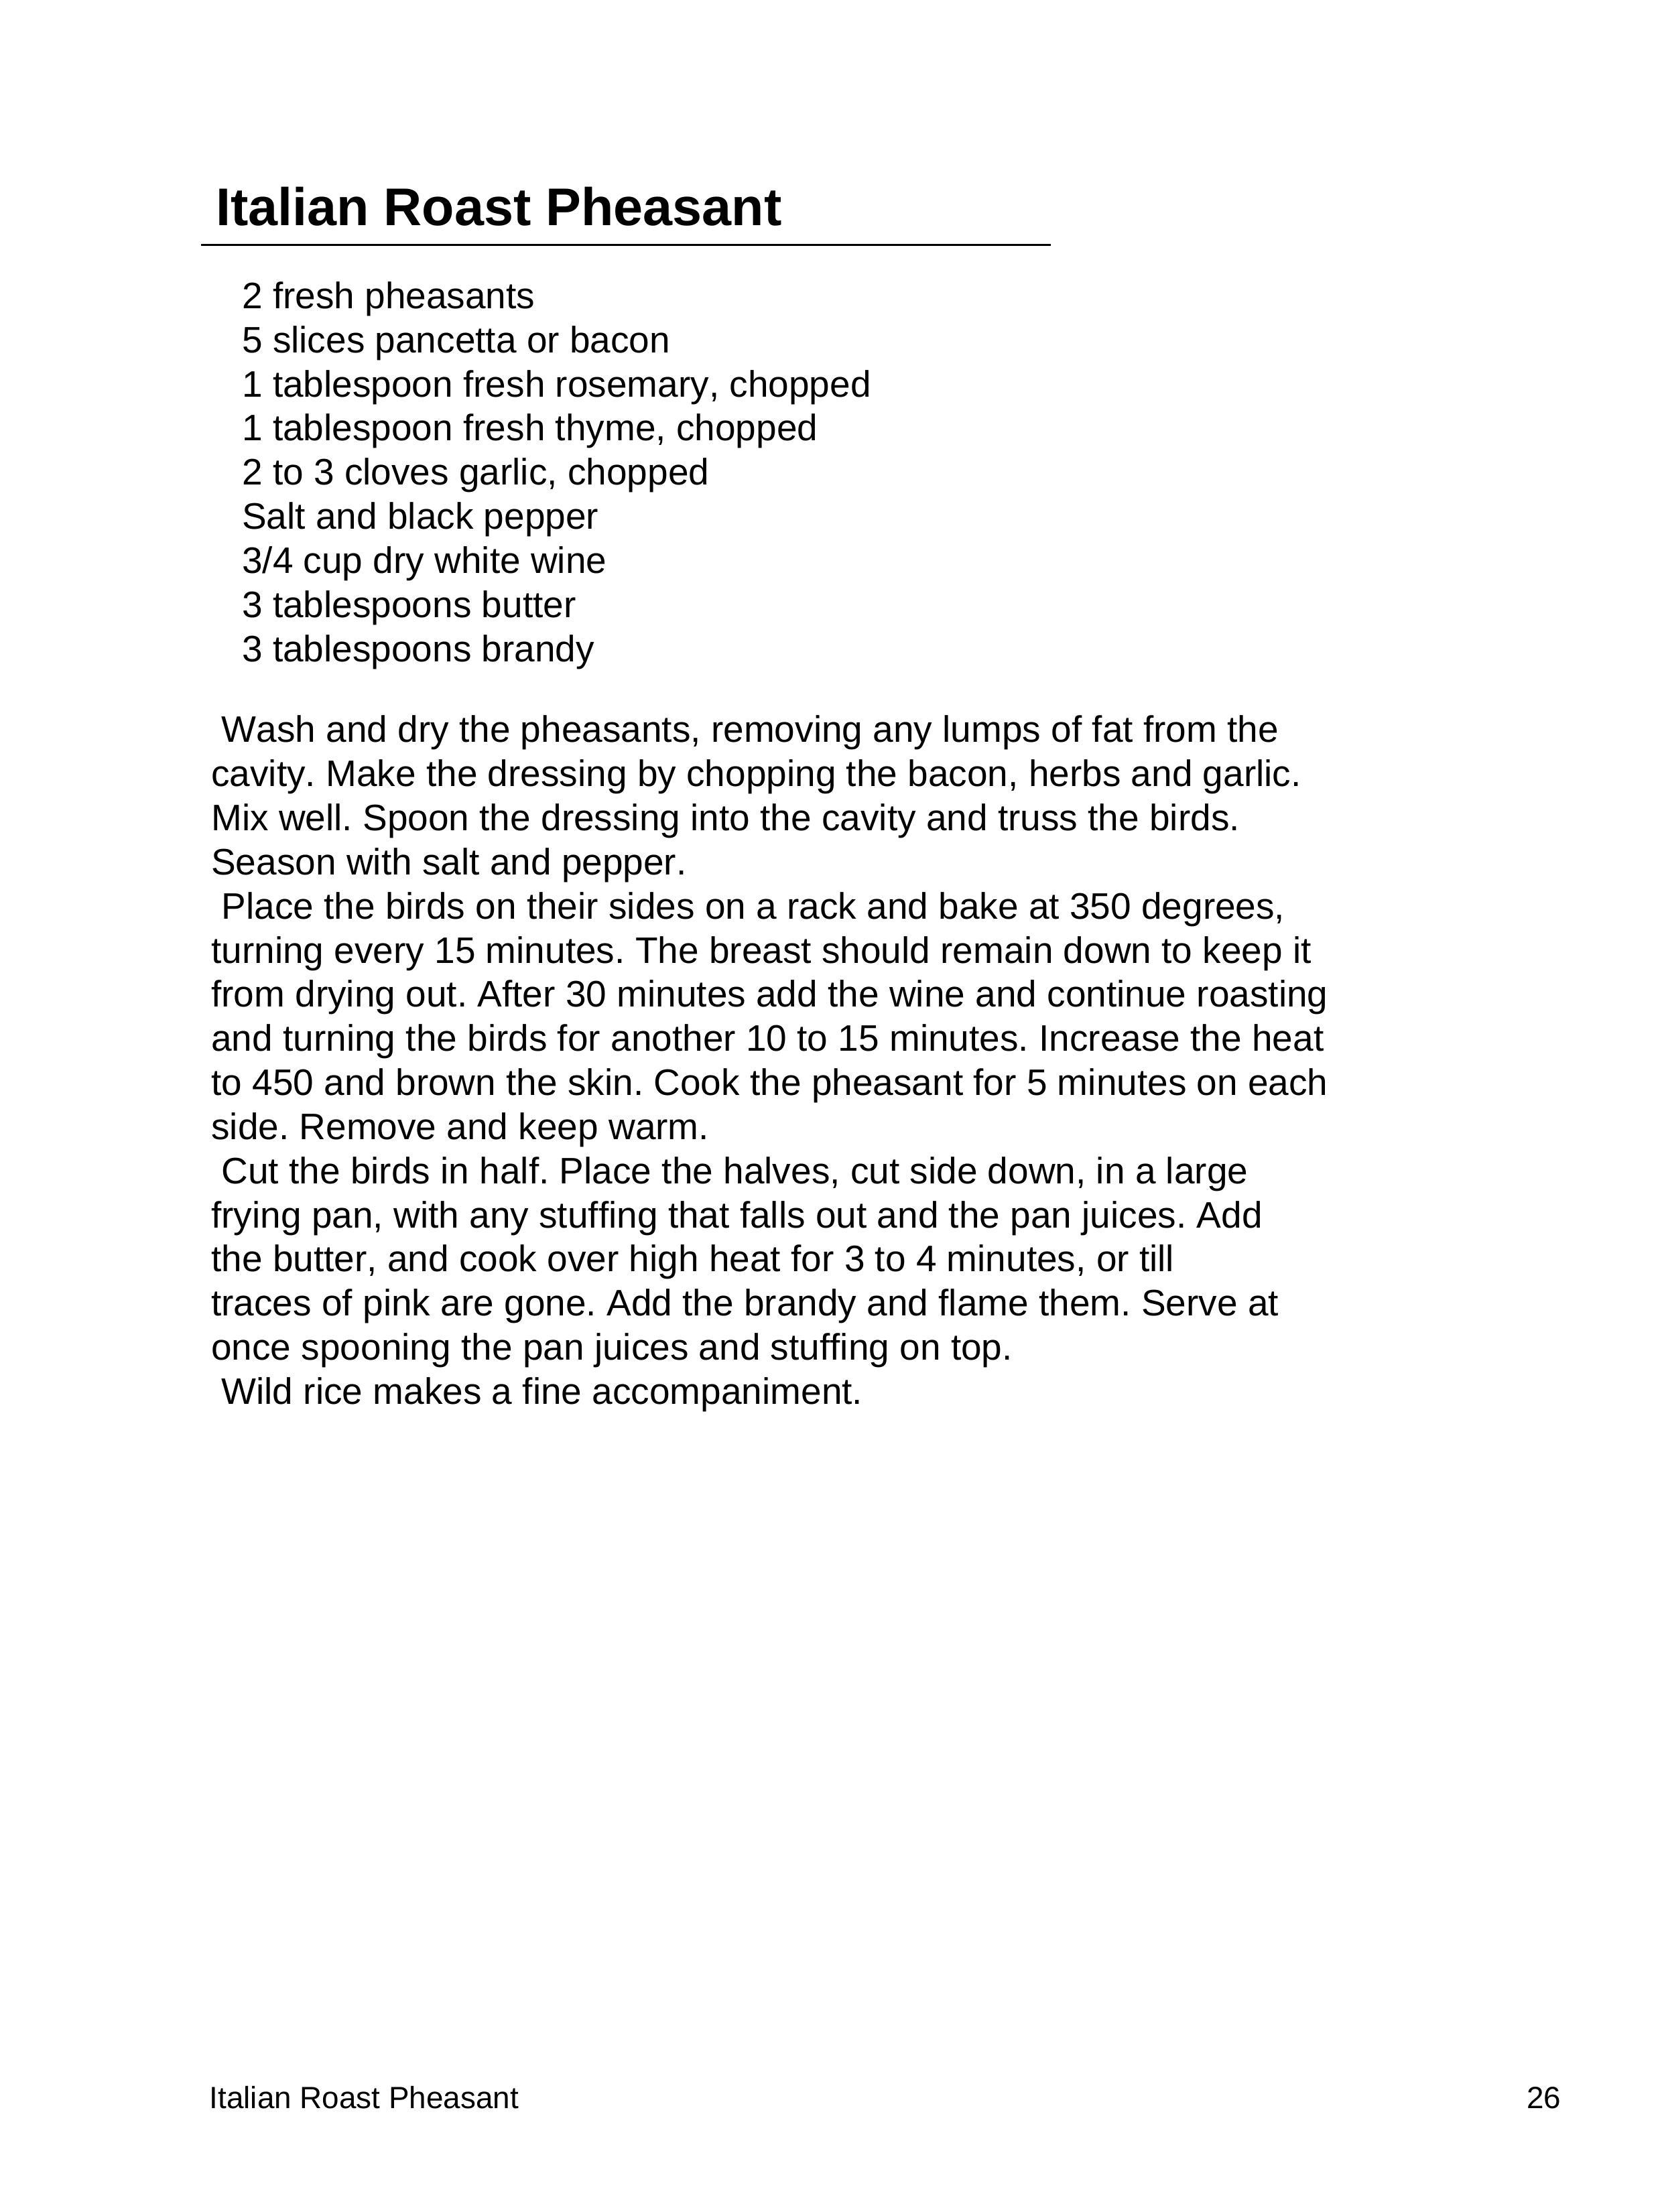 Italian Roast Pheasant
2 fresh pheasants
5 slices pancetta or bacon
1 tablespoon fresh rosemary, chopped
1 tablespoon fresh thyme, chopped
2 to 3 cloves garlic, chopped
Salt and black pepper
3/4 cup dry white wine
3 tablespoons butter
3 tablespoons brandy
Wash and dry the pheasants, removing any lumps of fat from the
cavity. Make the dressing by chopping the bacon, herbs and garlic.
Mix well. Spoon the dressing into the cavity and truss the birds.
Season with salt and pepper.
Place the birds on their sides on a rack and bake at 350 degrees,
turning every 15 minutes. The breast should remain down to keep it
from drying out. After 30 minutes add the wine and continue roasting
and turning the birds for another 10 to 15 minutes. Increase the heat
to 450 and brown the skin. Cook the pheasant for 5 minutes on each
side. Remove and keep warm.
Cut the birds in half. Place the halves, cut side down, in a large
frying pan, with any stuffing that falls out and the pan juices. Add
the butter, and cook over high heat for 3 to 4 minutes, or till
traces of pink are gone. Add the brandy and flame them. Serve at
once spooning the pan juices and stuffing on top.
Wild rice makes a fine accompaniment.
Italian Roast Pheasant 26